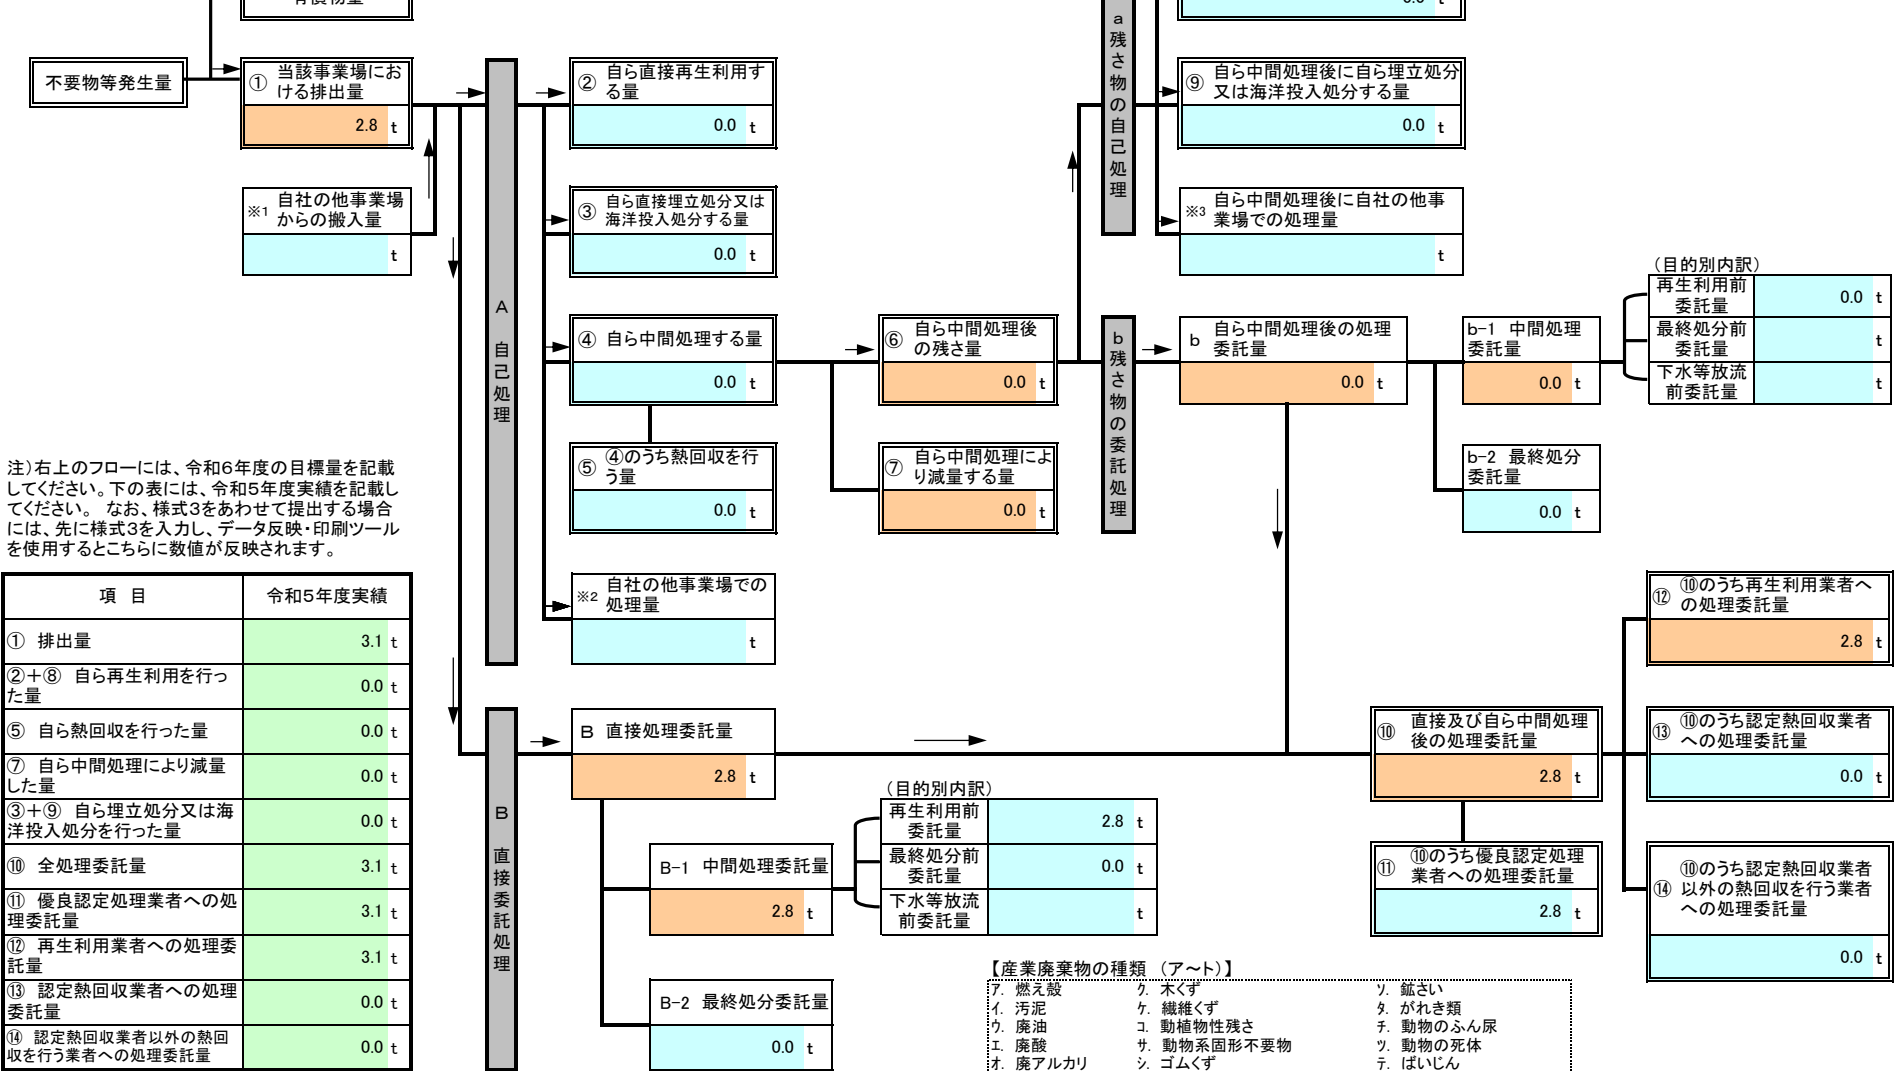 不要物等発生量
①
当該事業場にお
ける排出量
2.8 t
※1
自社の他事業場
からの搬入量
t
A
自己処理
②
自ら直接再生利用す
る量
0.0 t
③
自ら直接埋立処分又は
海洋投入処分する量
0.0 t
④ 自ら中間処理する量
0.0 t
⑤
④のうち熱回収を行
う量
0.0 t
※2
自社の他事業場での
処理量
t
⑥
自ら中間処理後
の残さ量
0.0 t
⑦
自ら中間処理によ
り減量する量
0.0 t
a
残さ物の自己処理
⑨
自ら中間処理後に自ら埋立処分
又は海洋投入処分する量
0.0 t
※3
自ら中間処理後に自社の他事
業場での処理量
t
b
残さ物の委託処理
b
自ら中間処理後の処理
委託量
0.0 t
b-1 中間処理
委託量
0.0 t
b-2 最終処分
委託量
0.0 t
(目的別内訳)
再生利用前
委託量
0.0 t
最終処分前
委託量
t
下水等放流
前委託量
t
注)右上のフローには、令和6年度の目標量を記載
してください。下の表には、令和5年度実績を記載し
てください。 なお、様式3をあわせて提出する場合
には、先に様式3を入力し、データ反映・印刷ツール
を使用するとこちらに数値が反映されます。
項 目 令和5年度実績
① 排出量 3.1 t
②+⑧ 自ら再生利用を行っ
た量
0.0 t
⑤ 自ら熱回収を行った量 0.0 t
⑦ 自ら中間処理により減量
した量
0.0 t
③+⑨ 自ら埋立処分又は海
洋投入処分を行った量
0.0 t
⑩ 全処理委託量 3.1 t
⑪ 優良認定処理業者への処
理委託量
3.1 t
⑫ 再生利用業者への処理委
託量
3.1 t
⑬ 認定熱回収業者への処理
委託量
0.0 t
⑭ 認定熱回収業者以外の熱回
収を行う業者への処理委託量
0.0 t
B
直接委託処理
B 直接処理委託量
2.8 t
B-1 中間処理委託量
2.8 t
B-2 最終処分委託量
0.0 t
(目的別内訳)
再生利用前
委託量
2.8 t
最終処分前
委託量
0.0 t
下水等放流
前委託量
t
⑩
直接及び自ら中間処理
後の処理委託量
2.8 t
⑪
⑩のうち優良認定処理
業者への処理委託量
2.8 t
⑫
⑩のうち再生利用業者へ
の処理委託量
2.8 t
⑬
⑩のうち認定熱回収業者
への処理委託量
0.0 t
⑭
⑩のうち認定熱回収業者
以外の熱回収を行う業者
への処理委託量
0.0 t
【産業廃棄物の種類 (ア~ト)】
ア. 燃え殻 ク. 木くず ソ. 鉱さい
イ. 汚泥 ケ. 繊維くず タ. がれき類
ウ. 廃油 コ. 動植物性残さ チ. 動物のふん尿
エ. 廃酸 サ. 動物系固形不要物 ツ. 動物の死体
オ. 廃アルカリ シ. ゴムくず テ. ばいじん